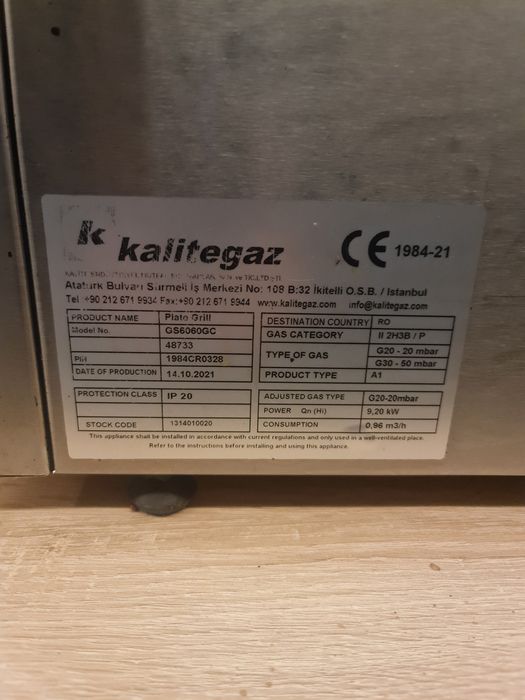 k kalitegaz CE 1984-21
Atatürk Bulvarı Sürmeli İş Merkezi No: 108 B:32 İkitelli O.S.B. / Istanbul
Tel :+90 212 671 9934 Fax:+90 212 671 9944 www.kalitegaz.com info@kalitegaz.com
PRODUCT NAME Plate Grill
Model No. GS6060GC
48733
PIN 1984CR0328
DATE OF PRODUCTION 14.10.2021
DESTINATION COUNTRY RO
GAS CATEGORY II 2H3B / P
TYPE OF GAS G20 - 20 mbar
G30 - 50 mbar
PRODUCT TYPE A1
PROTECTION CLASS IP 20
STOCK CODE 1314010020
ADJUSTED GAS TYPE G20-20mbar
POWER Qn (Hi) 9,20 kW
CONSUMPTION 0,96 m3/h
This appliance shall be installed in accordance with current regulations and only used in a well-ventilated place.
Refer to the instructions before installing and using this appliance.